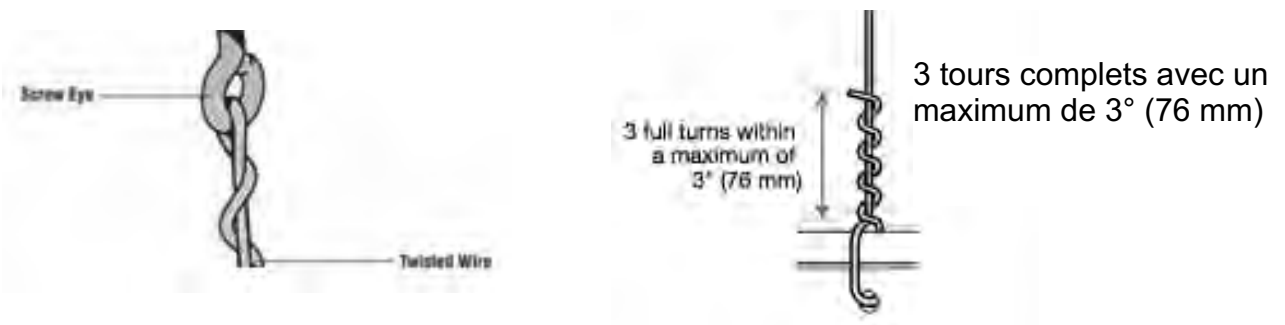 Screw Eye
Twisted Wire
3 full turns within
a maximum of
3° (76 mm)
3 tours complets avec un
maximum de 3° (76 mm)